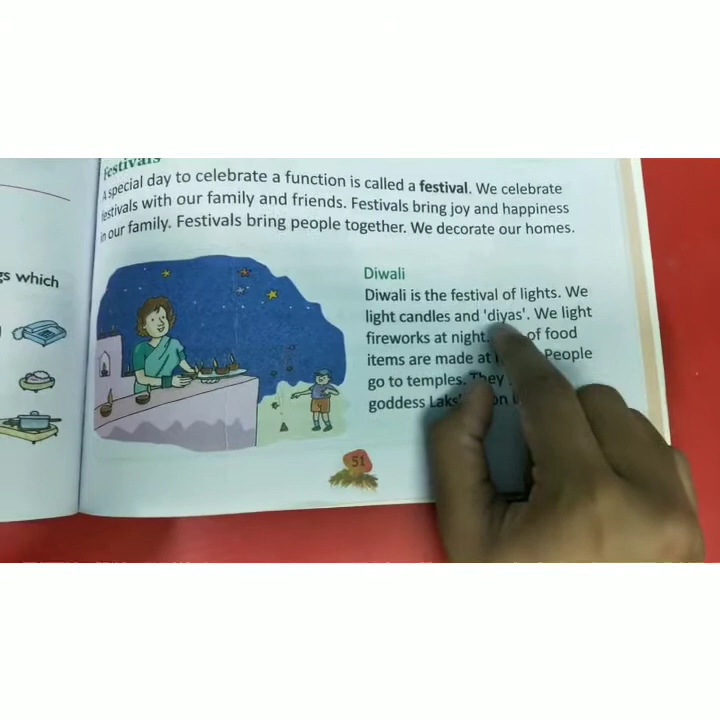 Festivals
A special day to celebrate a function is called a festival. We celebrate
festivals with our family and friends. Festivals bring joy and happiness
in our family. Festivals bring people together. We decorate our homes.
gs which
Diwali
Diwali is the festival of lights. We
light candles and 'diyas'. We light
fireworks at night. of food
items are made at People
go to temples. They
goddess on
51